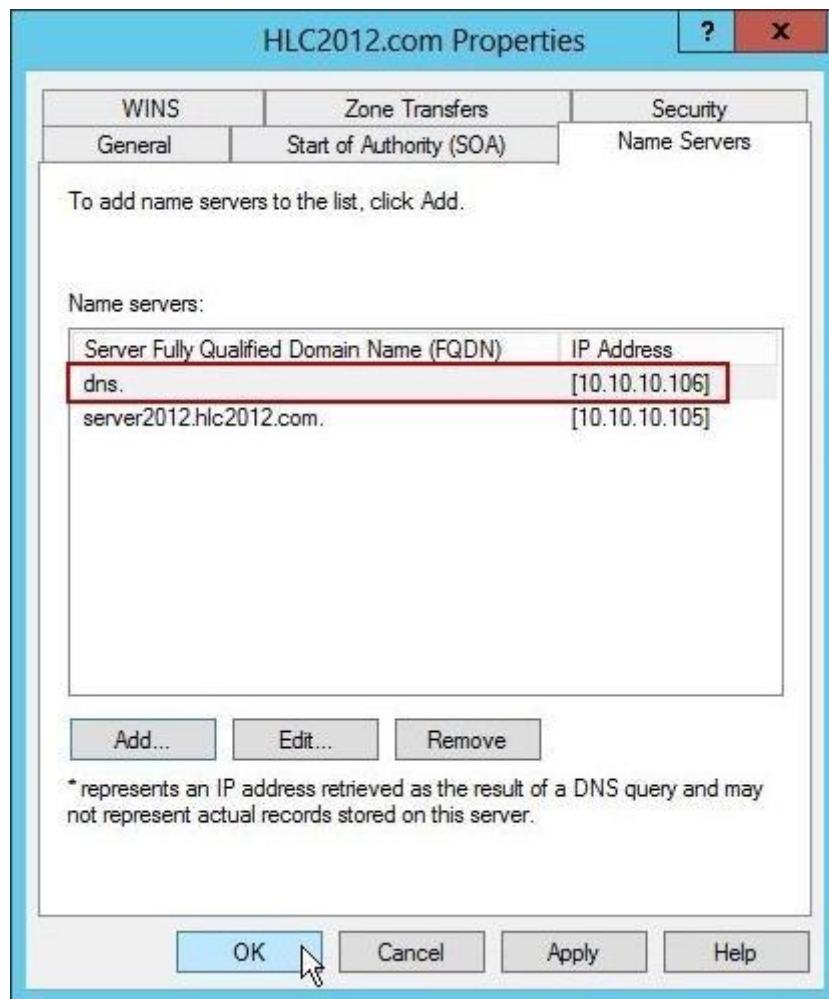 HLC2012.com Properties
?
x
WINS
Zone Transfers
Security
General
Start of Authority (SOA)
Name Servers
To add name servers to the list, click Add.
Name servers:
Server Fully Qualified Domain Name (FQDN) IP Address
dns. [10.10.10.106]
server2012.hlc2012.com. [10.10.10.105]
Add... Edit... Remove
* represents an IP address retrieved as the result of a DNS query and may
not represent actual records stored on this server.
OK Cancel Apply Help